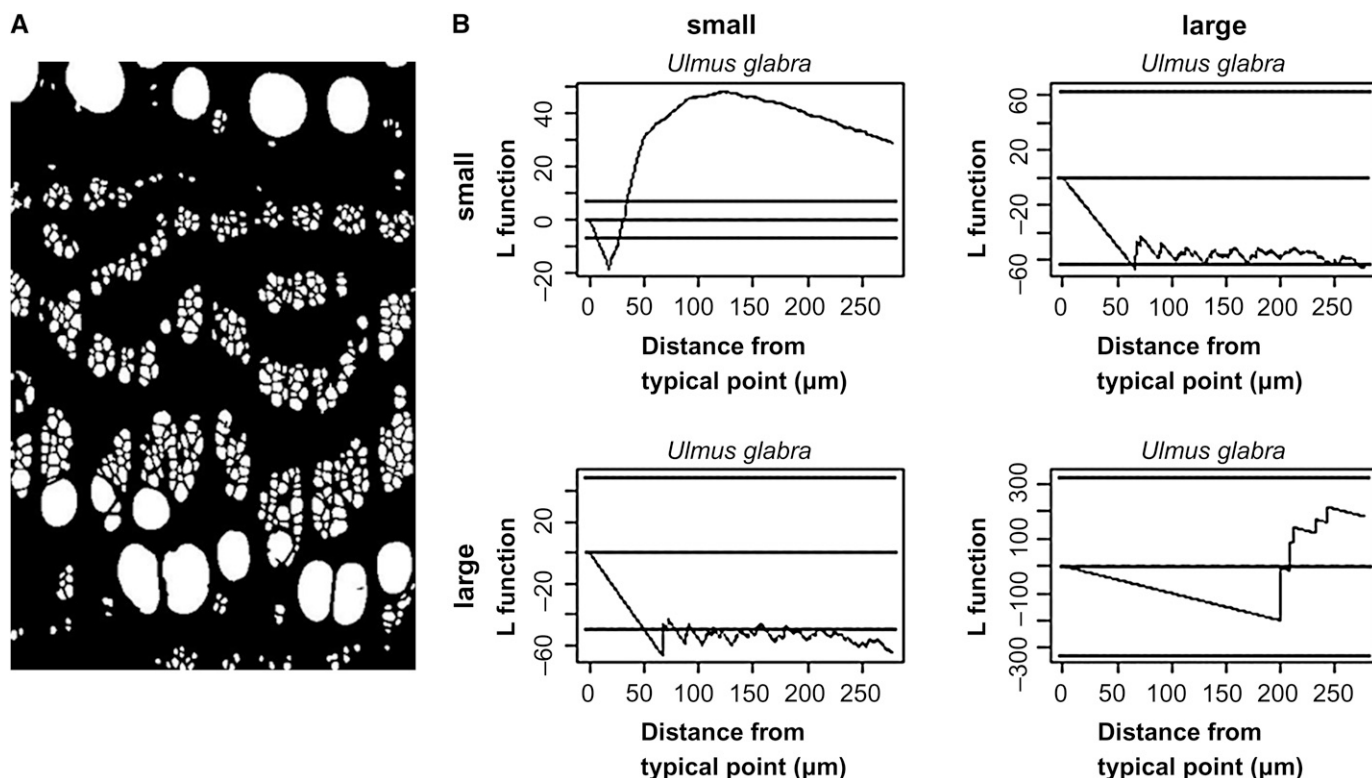 A
B
small
large
small
Ulmus glabra
L function
40
20
0
−20
0 50 100 150 200 250
Distance from
typical point (µm)
Ulmus glabra
L function
60
20
−20
−60
0 50 100 150 200 250
Distance from
typical point (µm)
large
Ulmus glabra
L function
20
−20
−60
0 50 100 150 200 250
Distance from
typical point (µm)
Ulmus glabra
L function
300
100
−100
−300
0 50 100 150 200 250
Distance from
typical point (µm)